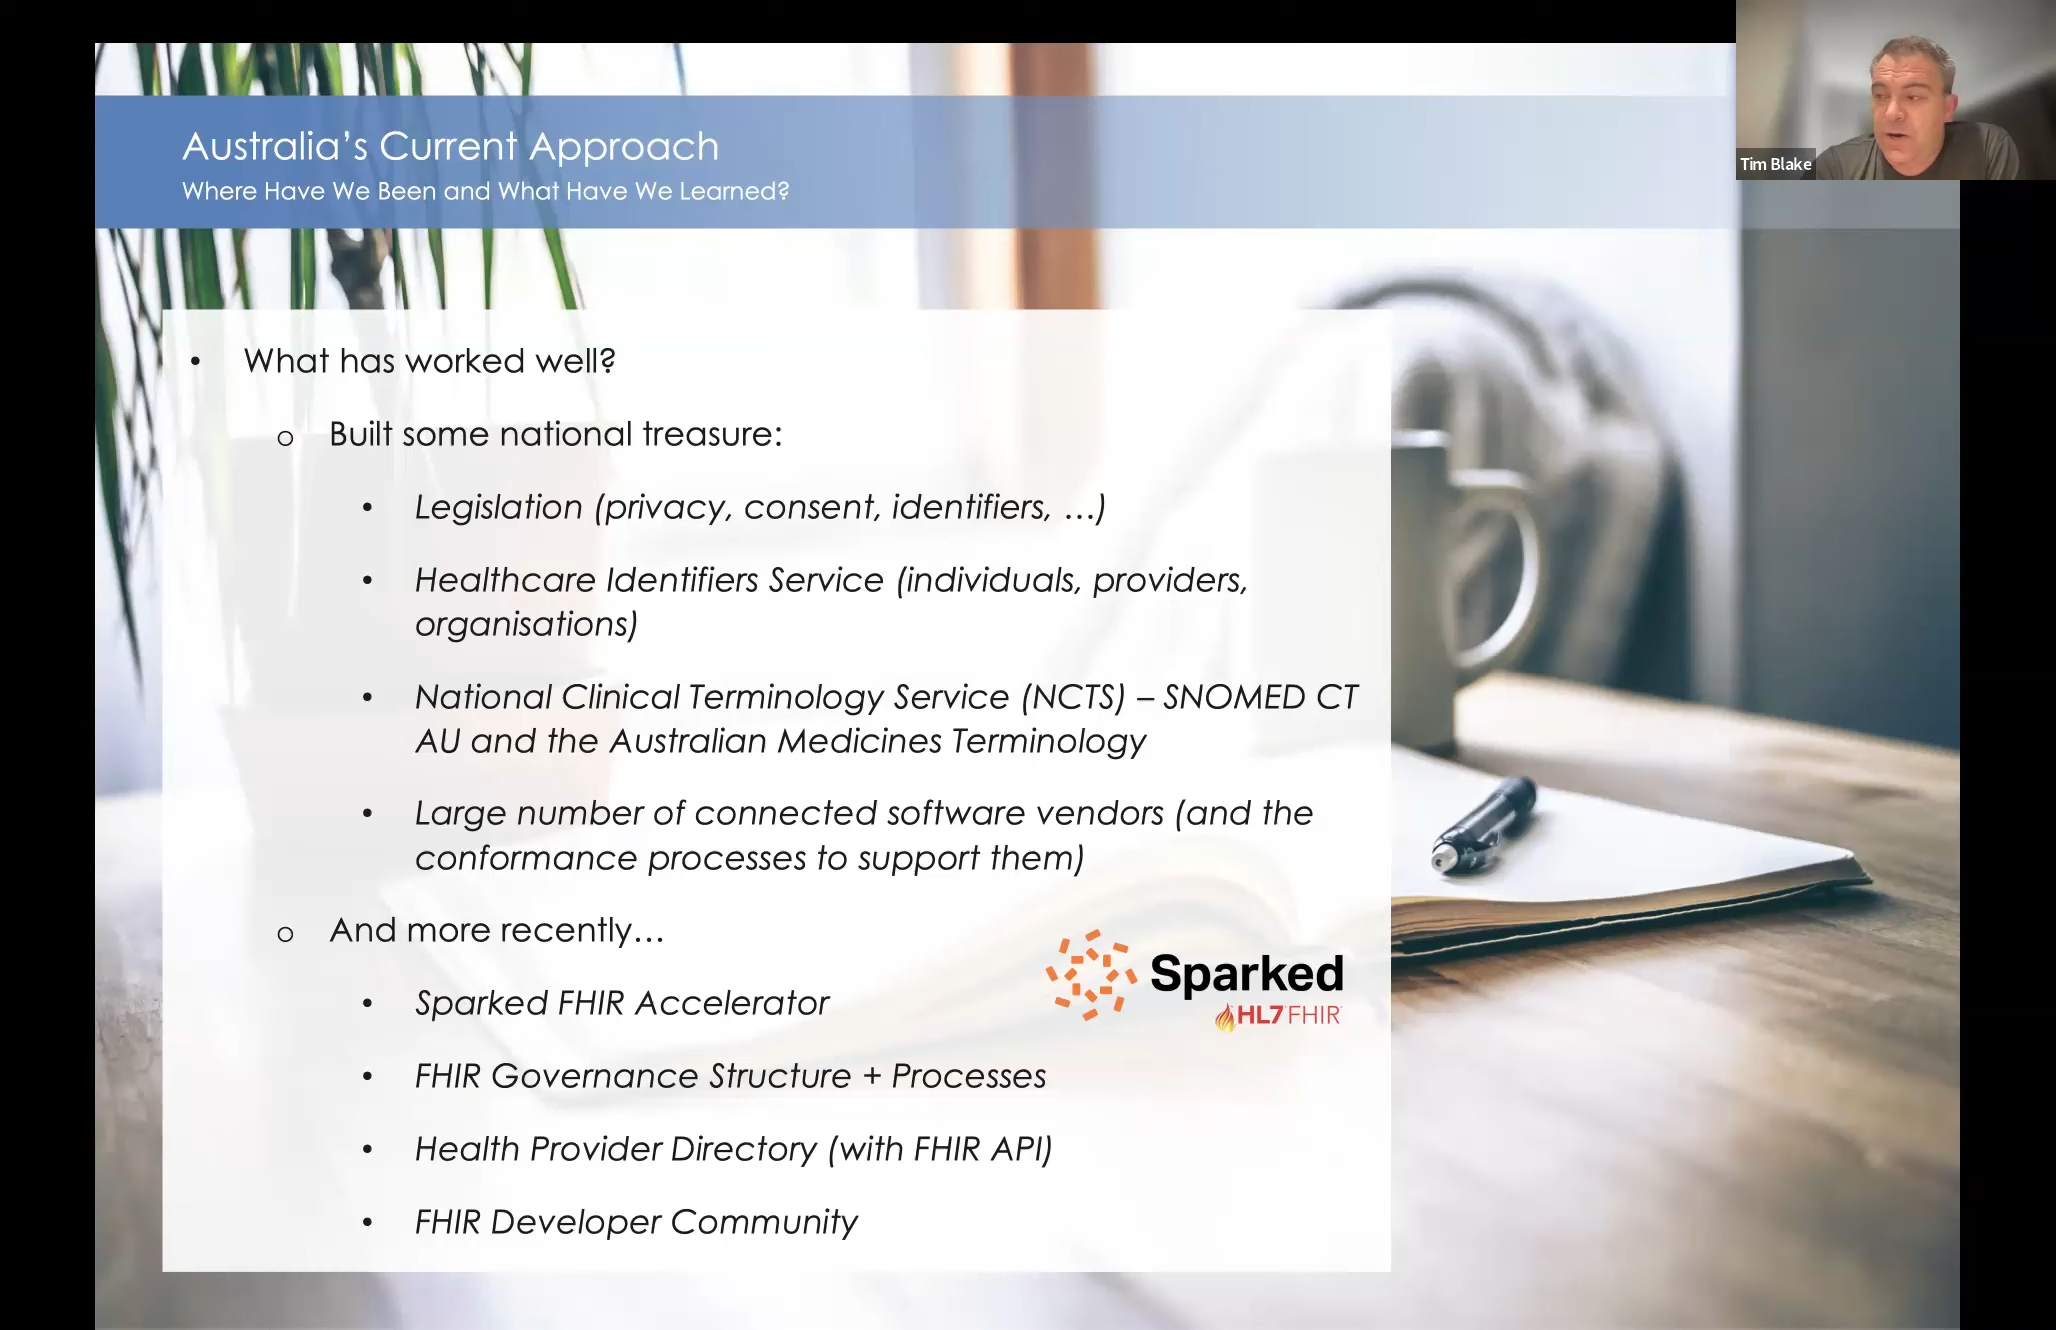 Australia’s Current Approach
Where Have We Been and What Have We Learned?
Tim Blake
• What has worked well?
o Built some national treasure:
• Legislation (privacy, consent, identifiers, …)
• Healthcare Identifiers Service (individuals, providers,
organisations)
• National Clinical Terminology Service (NCTS) – SNOMED CT
AU and the Australian Medicines Terminology
• Large number of connected software vendors (and the
conformance processes to support them)
o And more recently…
• Sparked FHIR Accelerator
• FHIR Governance Structure + Processes
• Health Provider Directory (with FHIR API)
• FHIR Developer Community
Sparked
HL7 FHIR